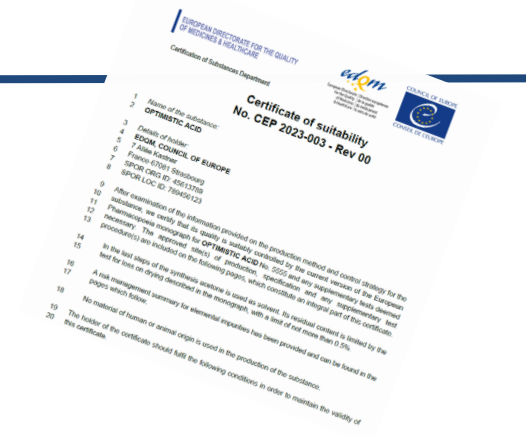 EUROPEAN DIRECTORATE FOR THE QUALITY
OF MEDICINES & HEALTHCARE
Certification of Substances Department
edqm
COUNCIL OF EUROPE
CONSEIL DE L'EUROPE
Certificate of suitability
No. CEP 2023-003 - Rev 00
1
2 Name of the substance:
3 OPTIMISTIC ACID
4 Details of holder:
5 EDQM, COUNCIL OF EUROPE
6 7 Allée Kastner
7 France-67081 Strasbourg
8 SPOR ORG ID: 45613789
SPOR LOC ID: 789456123
9
10 After examination of the information provided on the production method and control strategy for the
11 substance, we certify that its quality is suitably controlled by the current version of the European
12 Pharmacopoeia monograph for OPTIMISTIC ACID No. 5555 and any supplementary tests deemed
13 necessary. The approved site(s) of production, specification and any supplementary test
14 procedure(s) are included on the following pages, which constitute an integral part of this certificate.
15 In the last steps of the synthesis acetone is used as solvent. Its residual content is limited by the
16 test for loss on drying described in the monograph, with a limit of not more than 0.5%.
17 A risk management summary for elemental impurities has been provided and can be found in the
18 pages which follow.
19 No material of human or animal origin is used in the production of the substance.
20 The holder of the certificate should fulfil the following conditions in order to maintain the validity of
this certificate.